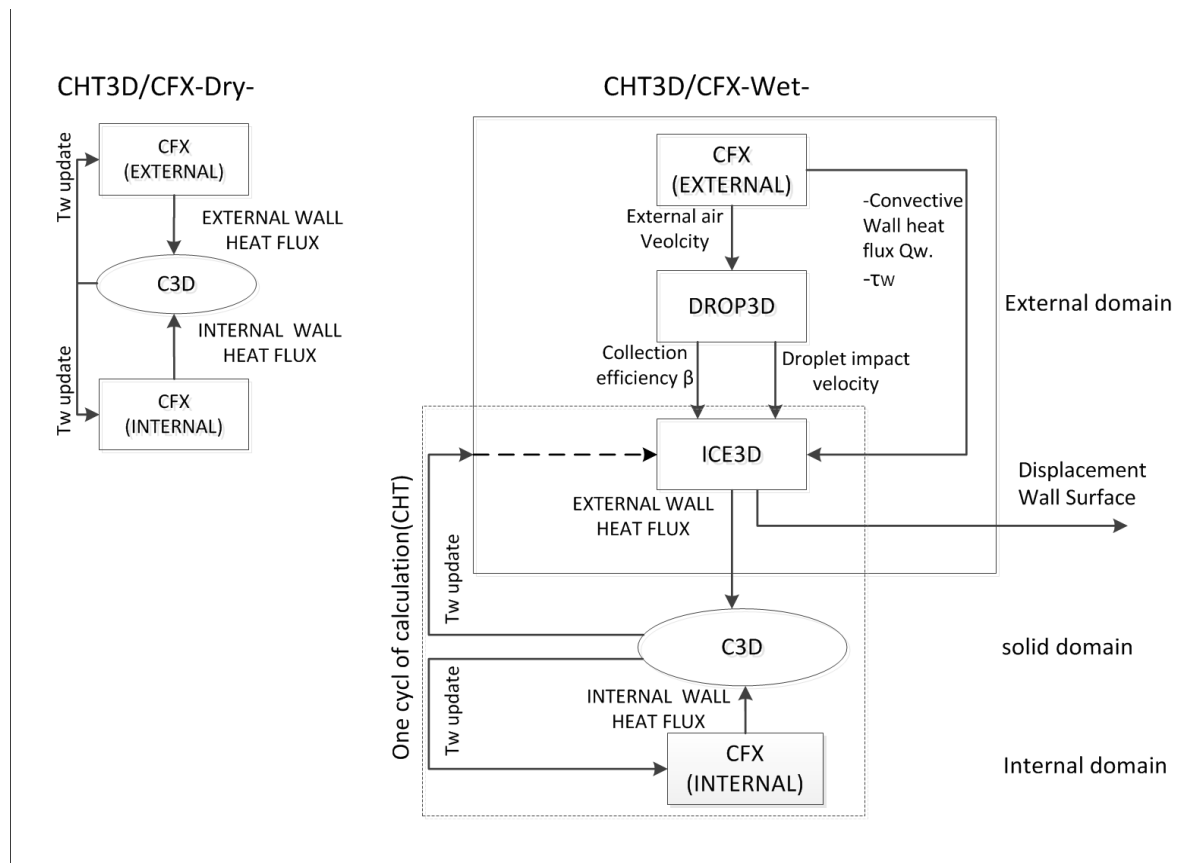 CHT3D/CFX-Dry-
Tw update
CFX
(EXTERNAL)
EXTERNAL WALL
HEAT FLUX
C3D
INTERNAL WALL
HEAT FLUX
Tw update
CFX
(INTERNAL)
CHT3D/CFX-Wet-
CFX
(EXTERNAL)
External air
Veolcity
-Convective
Wall heat
flux Qw.
-τw
DROP3D
External domain
Collection
efficiency β
Droplet impact
velocity
ICE3D
Displacement
Wall Surface
EXTERNAL WALL
HEAT FLUX
One cycl of calculation(CHT)
Tw update
C3D
solid domain
Tw update
INTERNAL WALL
HEAT FLUX
CFX
(INTERNAL)
Internal domain